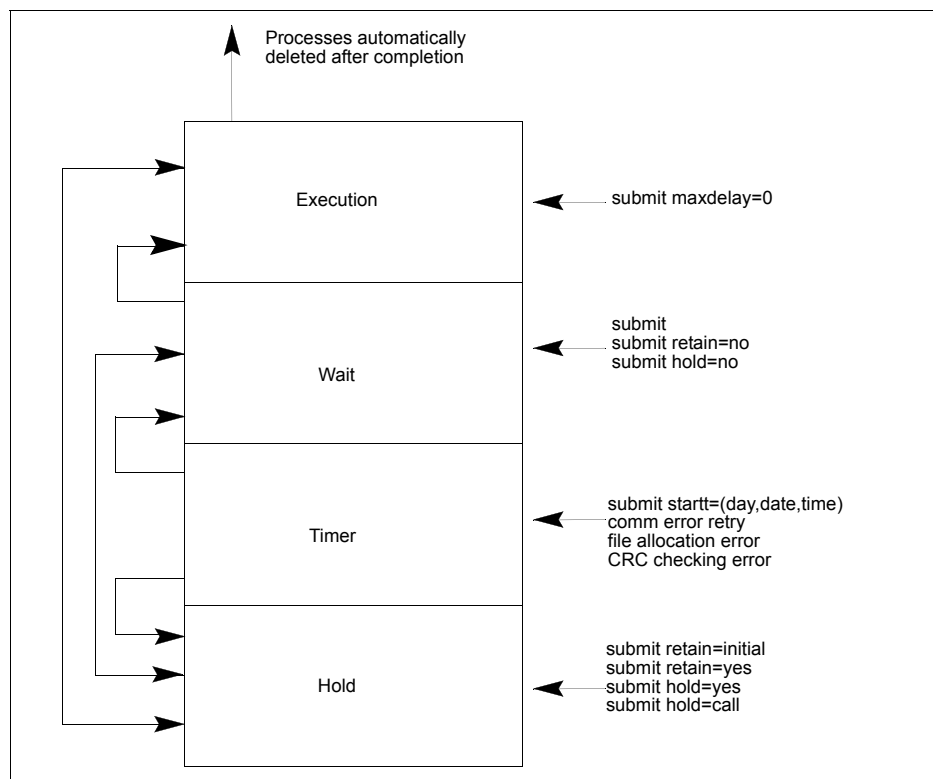 Processes automatically
deleted after completion
Execution
submit maxdelay=0
submit
submit retain=no
submit hold=no
Wait
submit startt=(day,date,time)
comm error retry
file allocation error
CRC checking error
Timer
submit retain=initial
submit retain=yes
submit hold=yes
submit hold=call
Hold